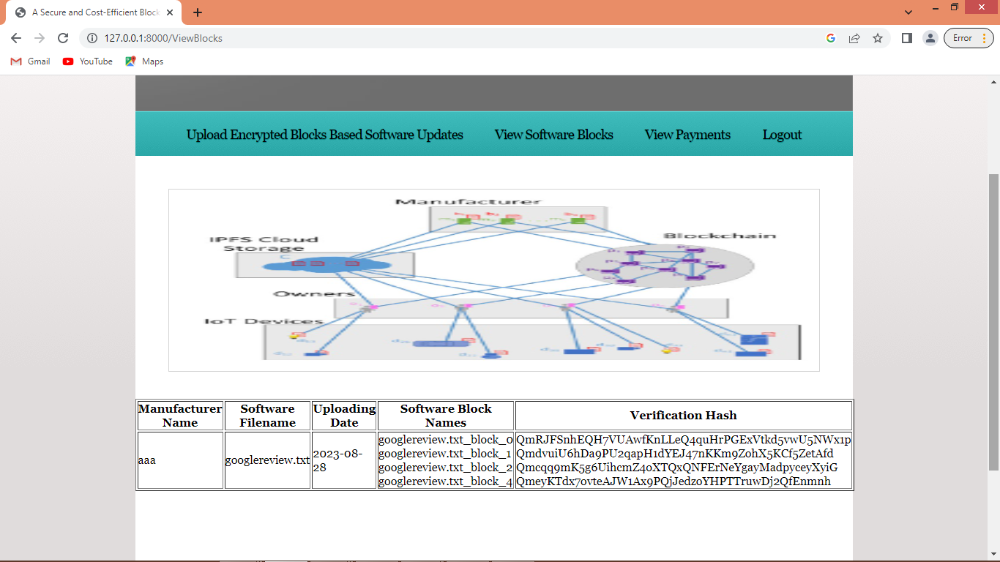 A Secure and Cost-Efficient Block
127.0.0.1:8000/ViewBlocks
Error
Gmail YouTube Maps
Upload Encrypted Blocks Based Software Updates View Software Blocks View Payments Logout
Manufacturer
IPFS Cloud
Storage
Blockchain
Owners
IoT Devices
Manufacturer Name Software Filename Uploading Date Software Block Names Verification Hash
aaa googlereview.txt 2023-08-28
googlereview.txt_block_0 QmRJFSnhEQH7VUAwfKnLLeQ4quHrPGExVtkd5vwU5NWx1p
googlereview.txt_block_1 QmdvuiU6hDa9PU2qapH1dYEJ47nKKm9ZohX5KCf5ZetAfd
googlereview.txt_block_2 Qmcqq9mK5g6UihcmZ4oXTQxQNFErNeYgayMadpyceyXyiG
googlereview.txt_block_4 QmeyKTdx7ovteAJW1Ax9PQjJedzoYHPTTruwDj2QfEnmnh